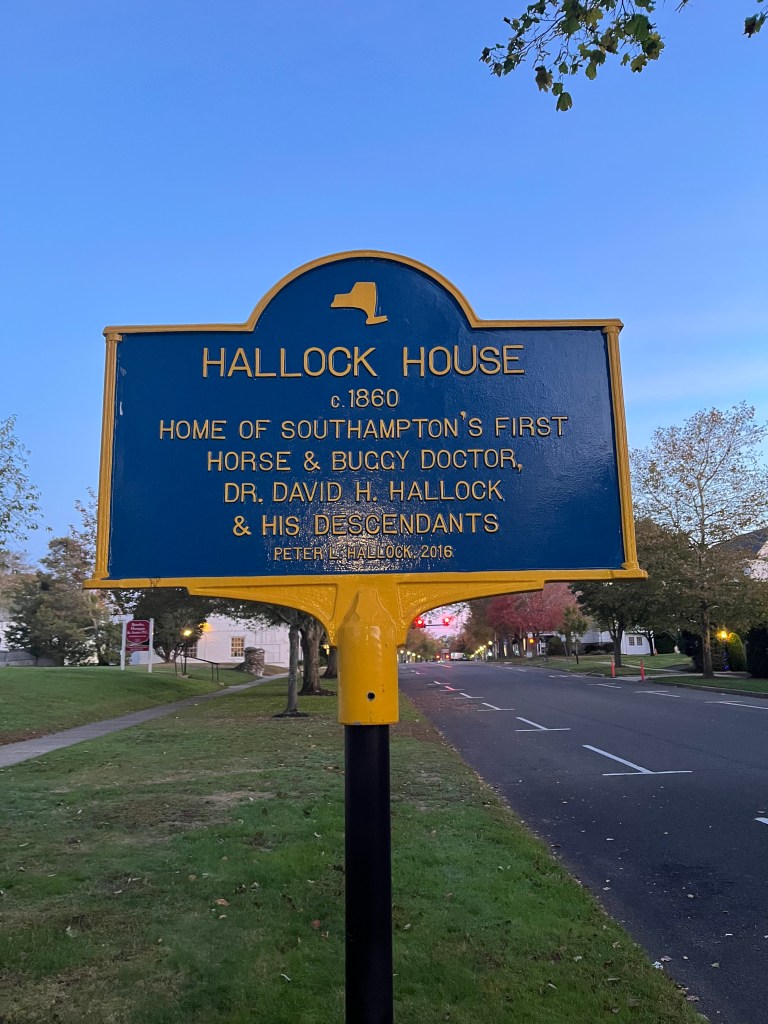 HALLOCK HOUSE
c. 1860
HOME OF SOUTHAMPTON'S FIRST
HORSE & BUGGY DOCTOR,
DR. DAVID H. HALLOCK
& HIS DESCENDANTS
PETER L. HALLOCK, 2016